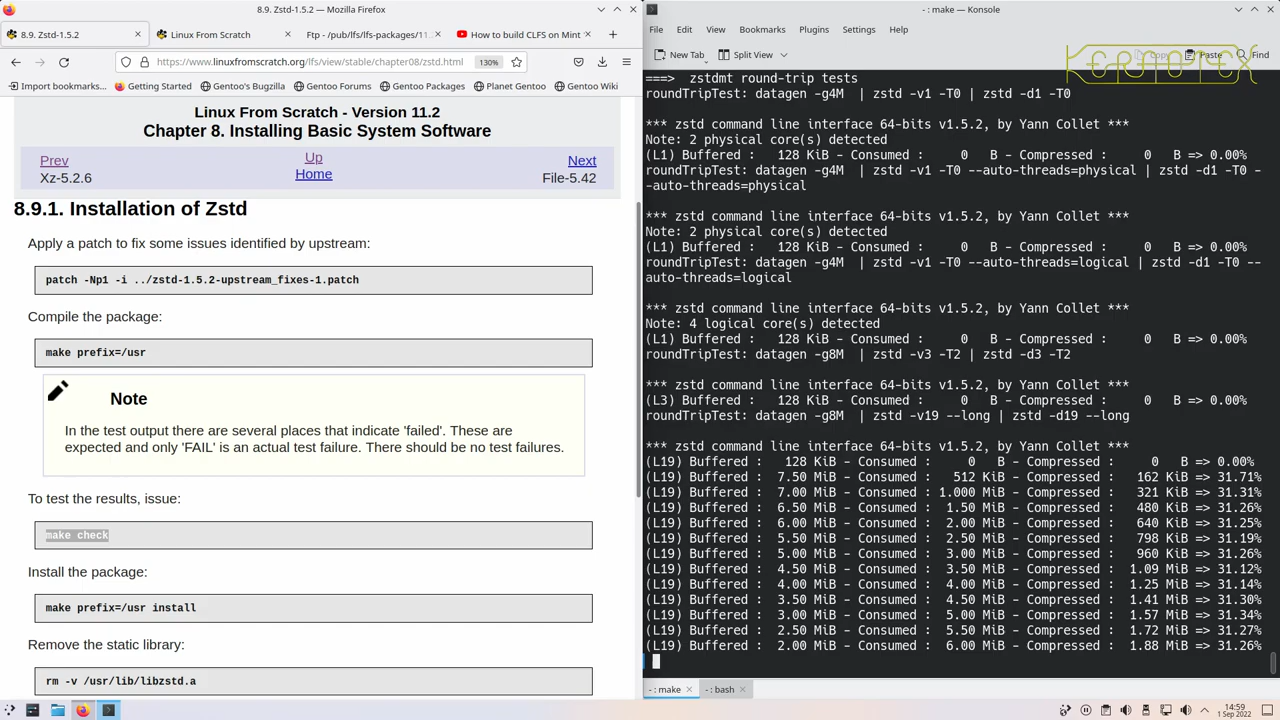 8.9. Zstd-1.5.2 — Mozilla Firefox
8.9. Zstd-1.5.2
Linux From Scratch
Ftp - /pub/lfs/lfs-packages/11.
How to build CLFS on Mint
https://www.linuxfromscratch.org/lfs/view/stable/chapter08/zstd.h
Import bookmarks...
Getting Started
Gentoo's Bugzilla
Gentoo Forums
Gentoo Packages
Planet Gentoo
Gentoo Wiki
Linux From Scratch - Version 11.2
Chapter 8. Installing Basic System Software
Prev
Up
Next
Xz-5.2.6
Home
File-5.42
8.9.1. Installation of Zstd
Apply a patch to fix some issues identified by upstream:
patch -Np1 -i ../zstd-1.5.2-upstream_fixes-1.patch
Compile the package:
make prefix=/usr
Note
In the test output there are several places that indicate 'failed'. These are
expected and only 'FAIL' is an actual test failure. There should be no test failures.
To test the results, issue:
make check
Install the package:
make prefix=/usr install
Remove the static library:
rm -v /usr/lib/libzstd.a
- : make — Konsole
File Edit View Bookmarks Plugins Settings Help
New Tab
Split View
Paste
Find
KERNOTEX
===>  zstdmt round-trip tests
roundTripTest: datagen -g4M  | zstd -v1 -T0 | zstd -d1 -T0
*** zstd command line interface 64-bits v1.5.2, by Yann Collet ***
Note: 2 physical core(s) detected
(L1) Buffered :   128 KiB - Consumed :    0   B - Compressed :    0   B => 0.00%
roundTripTest: datagen -g4M  | zstd -v1 -T0 --auto-threads=physical | zstd -d1 -T0 -
-auto-threads=physical
*** zstd command line interface 64-bits v1.5.2, by Yann Collet ***
Note: 2 physical core(s) detected
(L1) Buffered :   128 KiB - Consumed :    0   B - Compressed :    0   B => 0.00%
roundTripTest: datagen -g4M  | zstd -v1 -T0 --auto-threads=logical | zstd -d1 -T0 --
auto-threads=logical
*** zstd command line interface 64-bits v1.5.2, by Yann Collet ***
Note: 4 logical core(s) detected
(L1) Buffered :   128 KiB - Consumed :    0   B - Compressed :    0   B => 0.00%
roundTripTest: datagen -g8M  | zstd -v3 -T2 | zstd -d3 -T2
*** zstd command line interface 64-bits v1.5.2, by Yann Collet ***
(L3) Buffered :   128 KiB - Consumed :    0   B - Compressed :    0   B => 0.00%
roundTripTest: datagen -g8M  | zstd -v19 --long | zstd -d19 --long
*** zstd command line interface 64-bits v1.5.2, by Yann Collet ***
(L19) Buffered :   128 KiB - Consumed :    0   B - Compressed :    0   B => 0.00%
(L19) Buffered :  7.50 MiB - Consumed :   512 KiB - Compressed :   162 KiB => 31.71%
(L19) Buffered :  7.00 MiB - Consumed : 1.000 MiB - Compressed :   321 KiB => 31.31%
(L19) Buffered :  6.50 MiB - Consumed :  1.50 MiB - Compressed :   480 KiB => 31.26%
(L19) Buffered :  6.00 MiB - Consumed :  2.00 MiB - Compressed :   640 KiB => 31.25%
(L19) Buffered :  5.50 MiB - Consumed :  2.50 MiB - Compressed :   798 KiB => 31.19%
(L19) Buffered :  5.00 MiB - Consumed :  3.00 MiB - Compressed :   960 KiB => 31.26%
(L19) Buffered :  4.50 MiB - Consumed :  3.50 MiB - Compressed :  1.09 MiB => 31.12%
(L19) Buffered :  4.00 MiB - Consumed :  4.00 MiB - Compressed :  1.25 MiB => 31.14%
(L19) Buffered :  3.50 MiB - Consumed :  4.50 MiB - Compressed :  1.41 MiB => 31.30%
(L19) Buffered :  3.00 MiB - Consumed :  5.00 MiB - Compressed :  1.57 MiB => 31.34%
(L19) Buffered :  2.50 MiB - Consumed :  5.50 MiB - Compressed :  1.72 MiB => 31.27%
(L19) Buffered :  2.00 MiB - Consumed :  6.00 MiB - Compressed :  1.88 MiB => 31.26%
- : make
- : bash
14:59
1 Sep 2022